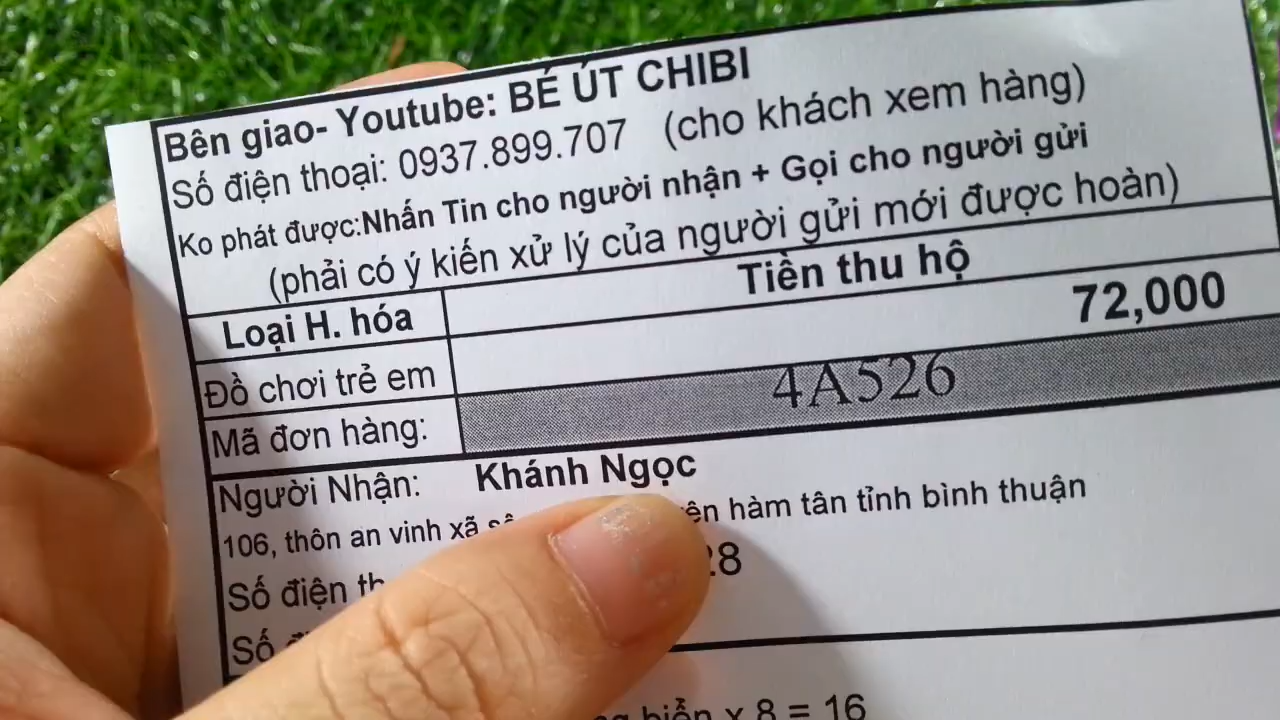 Bên giao- Youtube: BÉ ÚT CHIBI
Số điện thoại: 0937.899.707 (cho khách xem hàng)
Ko phát được:Nhấn Tin cho người nhận + Gọi cho người gửi
(phải có ý kiến xử lý của người gửi mới được hoàn)
Loại H. hóa Tiền thu hộ
Đồ chơi trẻ em 72,000
Mã đơn hàng: 4A526
Người Nhận: Khánh Ngọc
106, thôn an vinh xã hàm tân tỉnh bình thuận
Số điện 28
Số
biển x 8 = 16